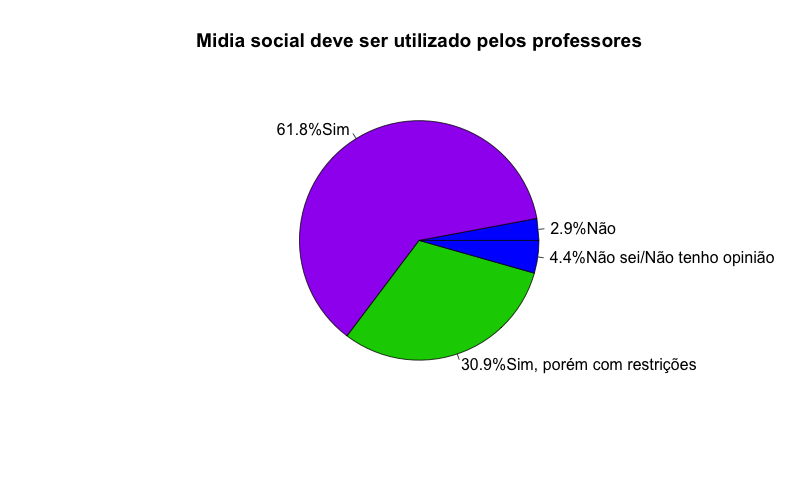 Midia social deve ser utilizado pelos professores
61.8%Sim
2.9%Não
4.4%Não sei/Não tenho opinião
30.9%Sim, porém com restrições